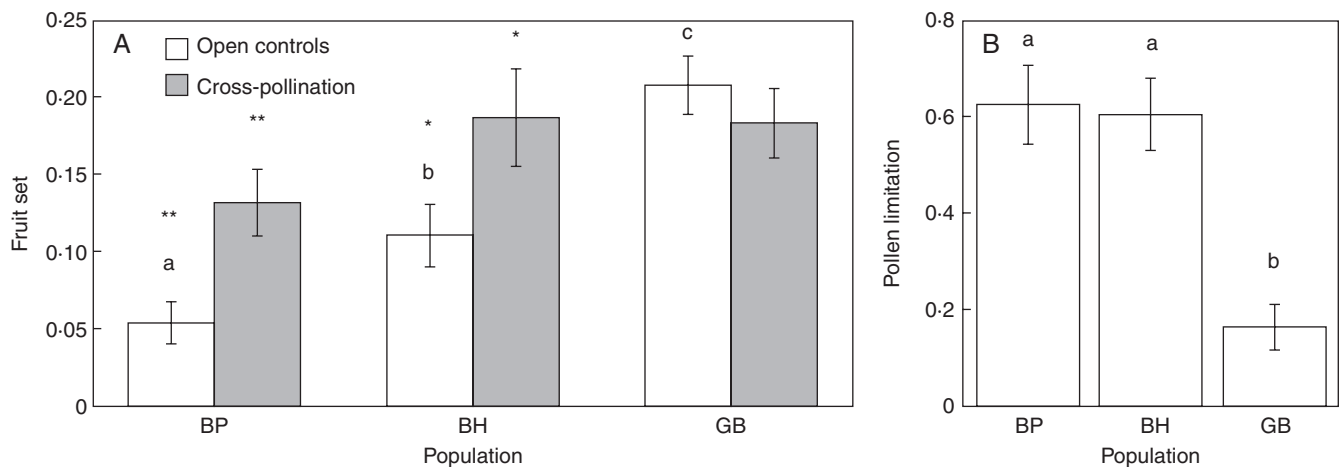 A
Open controls
Cross-pollination
Fruit set
0·25
0·20
0·15
0·10
0·05
0
**
a
**
*
b
*
c
BP
BH
GB
Population
B
Pollen limitation
0·8
0·6
0·4
0·2
0
a
a
b
BP
BH
GB
Population